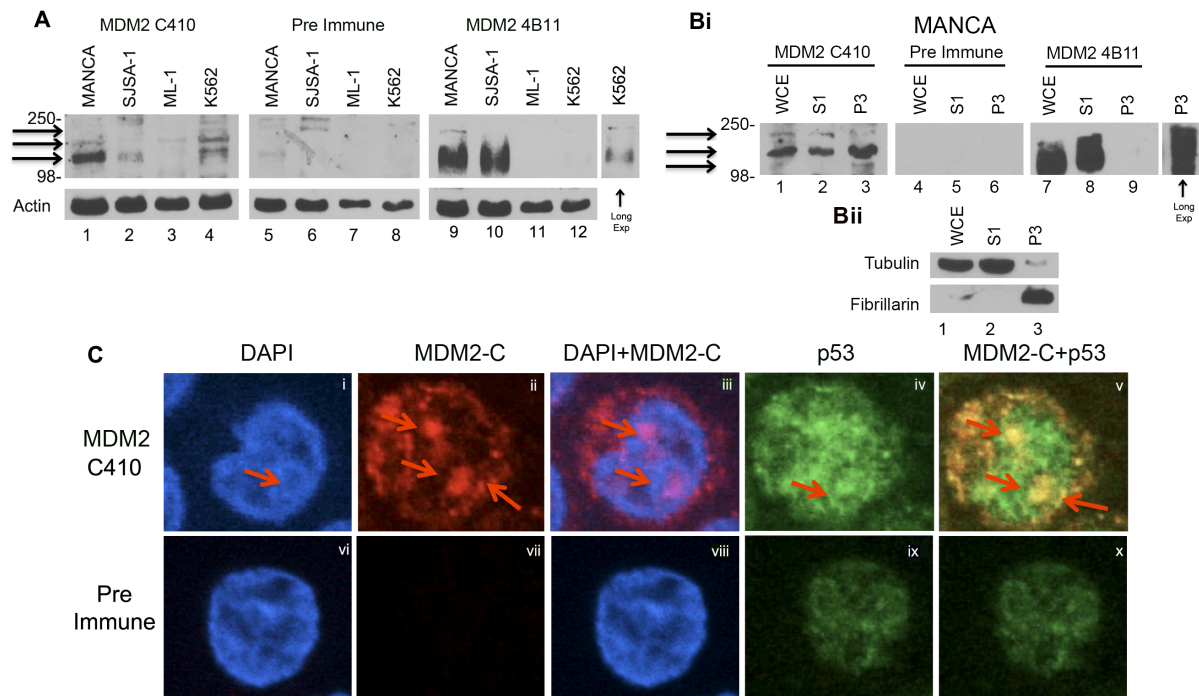 A
MDM2 C410
Pre Immune
MDM2 4B11
MANCA
SJSA-1
ML-1
K562
MANCA
SJSA-1
ML-1
K562
MANCA
SJSA-1
ML-1
K562
K562
250-
98-
Actin
Long
Exp
1 2 3 4 5 6 7 8 9 10 11 12
Bi
MANCA
MDM2 C410
Pre Immune
MDM2 4B11
WCE S1 P3 WCE S1 P3 WCE S1 P3 P3
250-
98-
1 2 3 4 5 6 7 8 9
Long
Exp
Bii
WCE S1 P3
Tubulin
Fibrillarin
1 2 3
C
DAPI MDM2-C DAPI+MDM2-C p53 MDM2-C+p53
MDM2
C410
i ii iii iv v
Pre
Immune
vi vii viii ix x